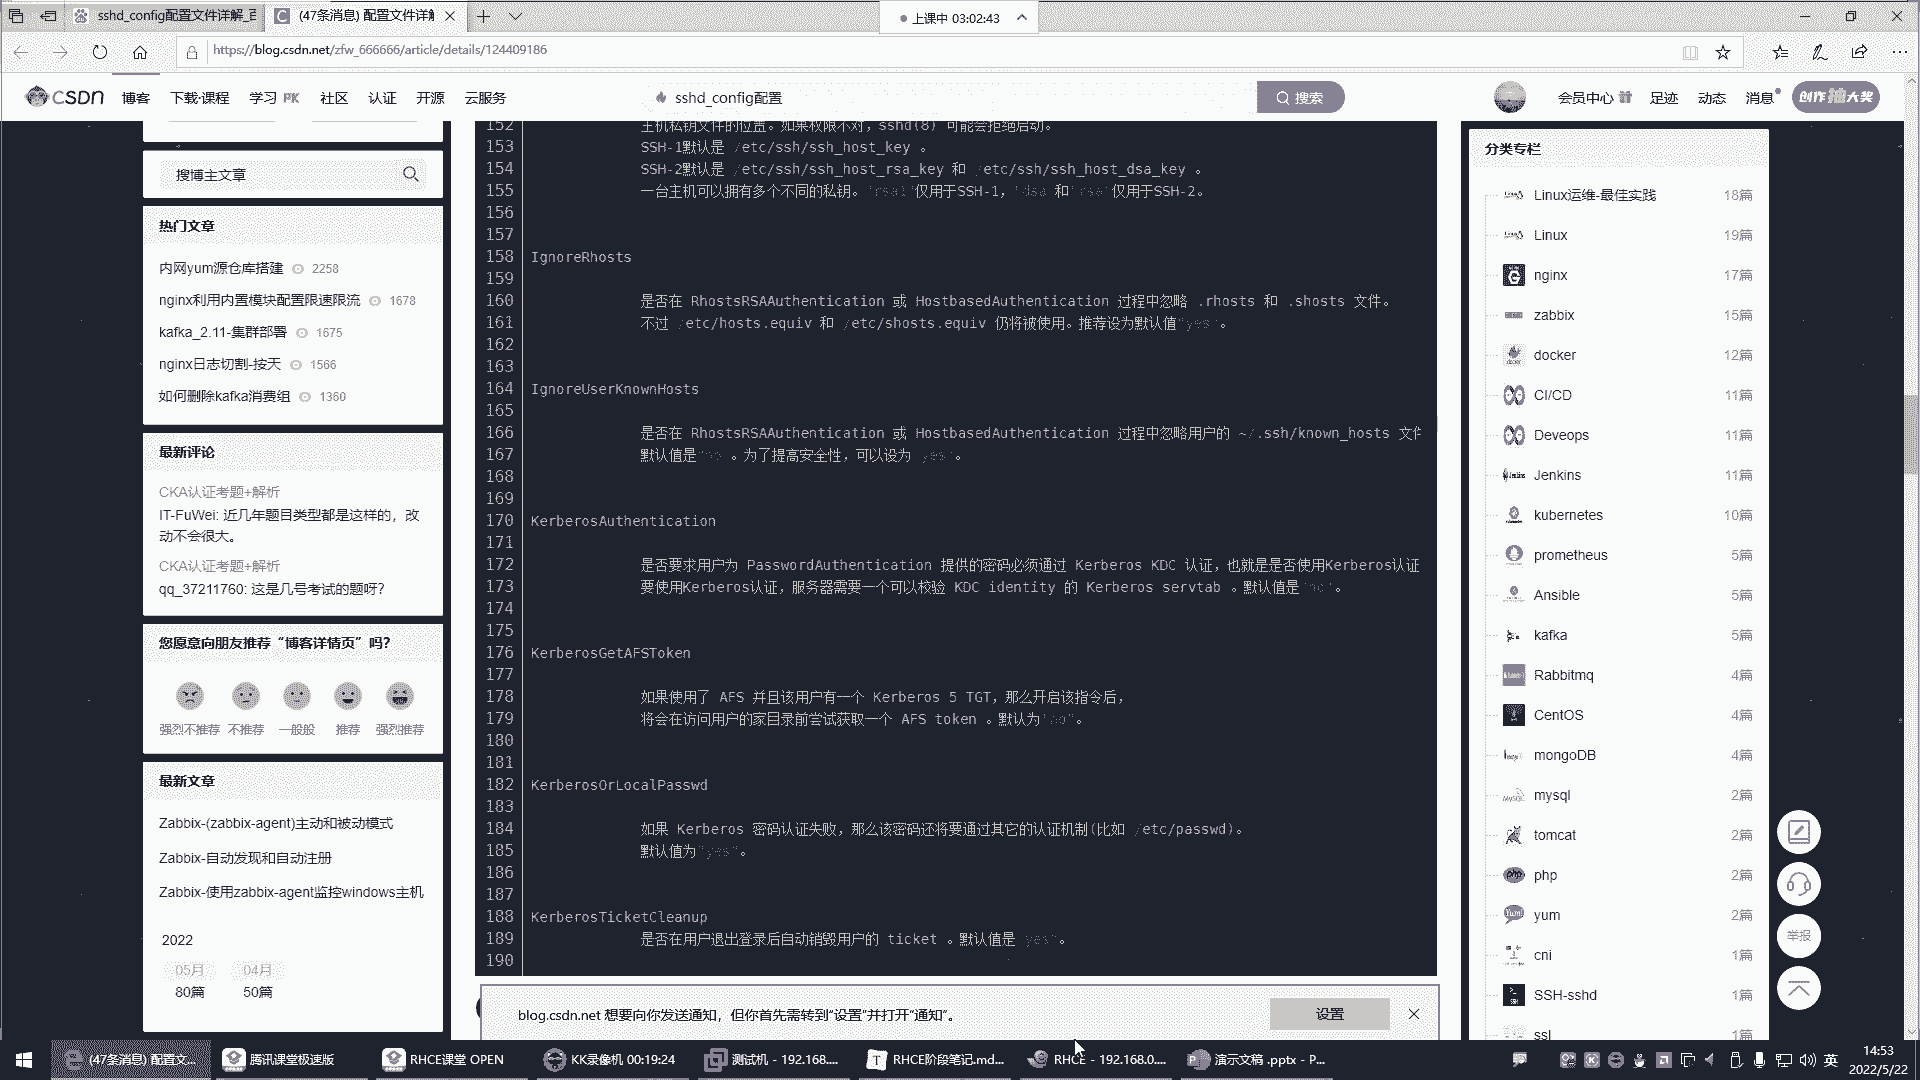 sshd_config配置文件详解_百
(47条消息) 配置文件详解
上课中 03:02:43
https://blog.csdn.net/zfw_666666/article/details/124409186
CSDN 博客 下载·课程 学习 PK 社区 认证 开源 云服务
sshd_config配置
搜索
会员中心 足迹 动态 消息 创作抽大奖
搜博主文章
热门文章
内网yum源仓库搭建 2258
nginx利用内置模块配置限速限流 1678
kafka_2.11-集群部署 1675
nginx日志切割-按天 1566
如何删除kafka消费组 1360
最新评论
CKA认证考题+解析
IT-FuWei: 近几年题目类型都是这样的，改
动不会很大。
CKA认证考题+解析
qq_37211760: 这是几号考试的题呀？
您愿意向朋友推荐“博客详情页”吗？
强烈不推荐 不推荐 一般般 推荐 强烈推荐
最新文章
Zabbix-(zabbix-agent)主动和被动模式
Zabbix-自动发现和自动注册
Zabbix-使用zabbix-agent监控windows主机
2022
05月 04月
80篇 50篇
152 主机私钥文件的位置。如果权限不对，sshd(8) 可能会拒绝启动。
153 SSH-1默认是 /etc/ssh/ssh_host_key 。
154 SSH-2默认是 /etc/ssh/ssh_host_rsa_key 和 /etc/ssh/ssh_host_dsa_key 。
155 一台主机可以拥有多个不同的私钥。"rsa1"仅用于SSH-1，"dsa"和"rsa"仅用于SSH-2。
156
157
158 IgnoreRhosts
159
160 是否在 RhostsRSAAuthentication 或 HostbasedAuthentication 过程中忽略 .rhosts 和 .shosts 文件。
161 不过 /etc/hosts.equiv 和 /etc/shosts.equiv 仍将被使用。推荐设为默认值"yes"。
162
163
164 IgnoreUserKnownHosts
165
166 是否在 RhostsRSAAuthentication 或 HostbasedAuthentication 过程中忽略用户的 ~/.ssh/known_hosts 文件
167 默认值是"no"。为了提高安全性，可以设为"yes"。
168
169
170 KerberosAuthentication
171
172 是否要求用户为 PasswordAuthentication 提供的密码必须通过 Kerberos KDC 认证，也就是是否使用Kerberos认证
173 要使用Kerberos认证，服务器需要一个可以校验 KDC identity 的 Kerberos servtab 。默认值是"no"。
174
175
176 KerberosGetAFSToken
177
178 如果使用了 AFS 并且该用户有一个 Kerberos 5 TGT，那么开启该指令后，
179 将会在访问用户的家目录前尝试获取一个 AFS token 。默认为"no"。
180
181
182 KerberosOrLocalPasswd
183
184 如果 Kerberos 密码认证失败，那么该密码还将要通过其它的认证机制(比如 /etc/passwd)。
185 默认值为"yes"。
186
187
188 KerberosTicketCleanup
189 是否在用户退出登录后自动销毁用户的 ticket 。默认值是"yes"。
190
blog.csdn.net 想要向你发送通知，但你首先需转到“设置”并打开“通知”。
设置
分类专栏
Linux运维-最佳实践 18篇
Linux 19篇
nginx 17篇
zabbix 15篇
docker 12篇
CI/CD 11篇
Deveops 11篇
Jenkins 11篇
kubernetes 10篇
prometheus 5篇
Ansible 5篇
kafka 5篇
Rabbitmq 4篇
CentOS 4篇
mongoDB 4篇
mysql 2篇
tomcat 2篇
php 2篇
yum 2篇
cni 1篇
SSH-sshd 1篇
ssl 1篇
举报
(47条消息) 配置文... 腾讯课堂极速版 RHCE课堂 OPEN KK录像机 00:19:24 测试机 - 192.168.... RHCE阶段笔记.md... RHCE - 192.168.0.... 演示文稿 .pptx - P...
英
14:53
2022/5/22